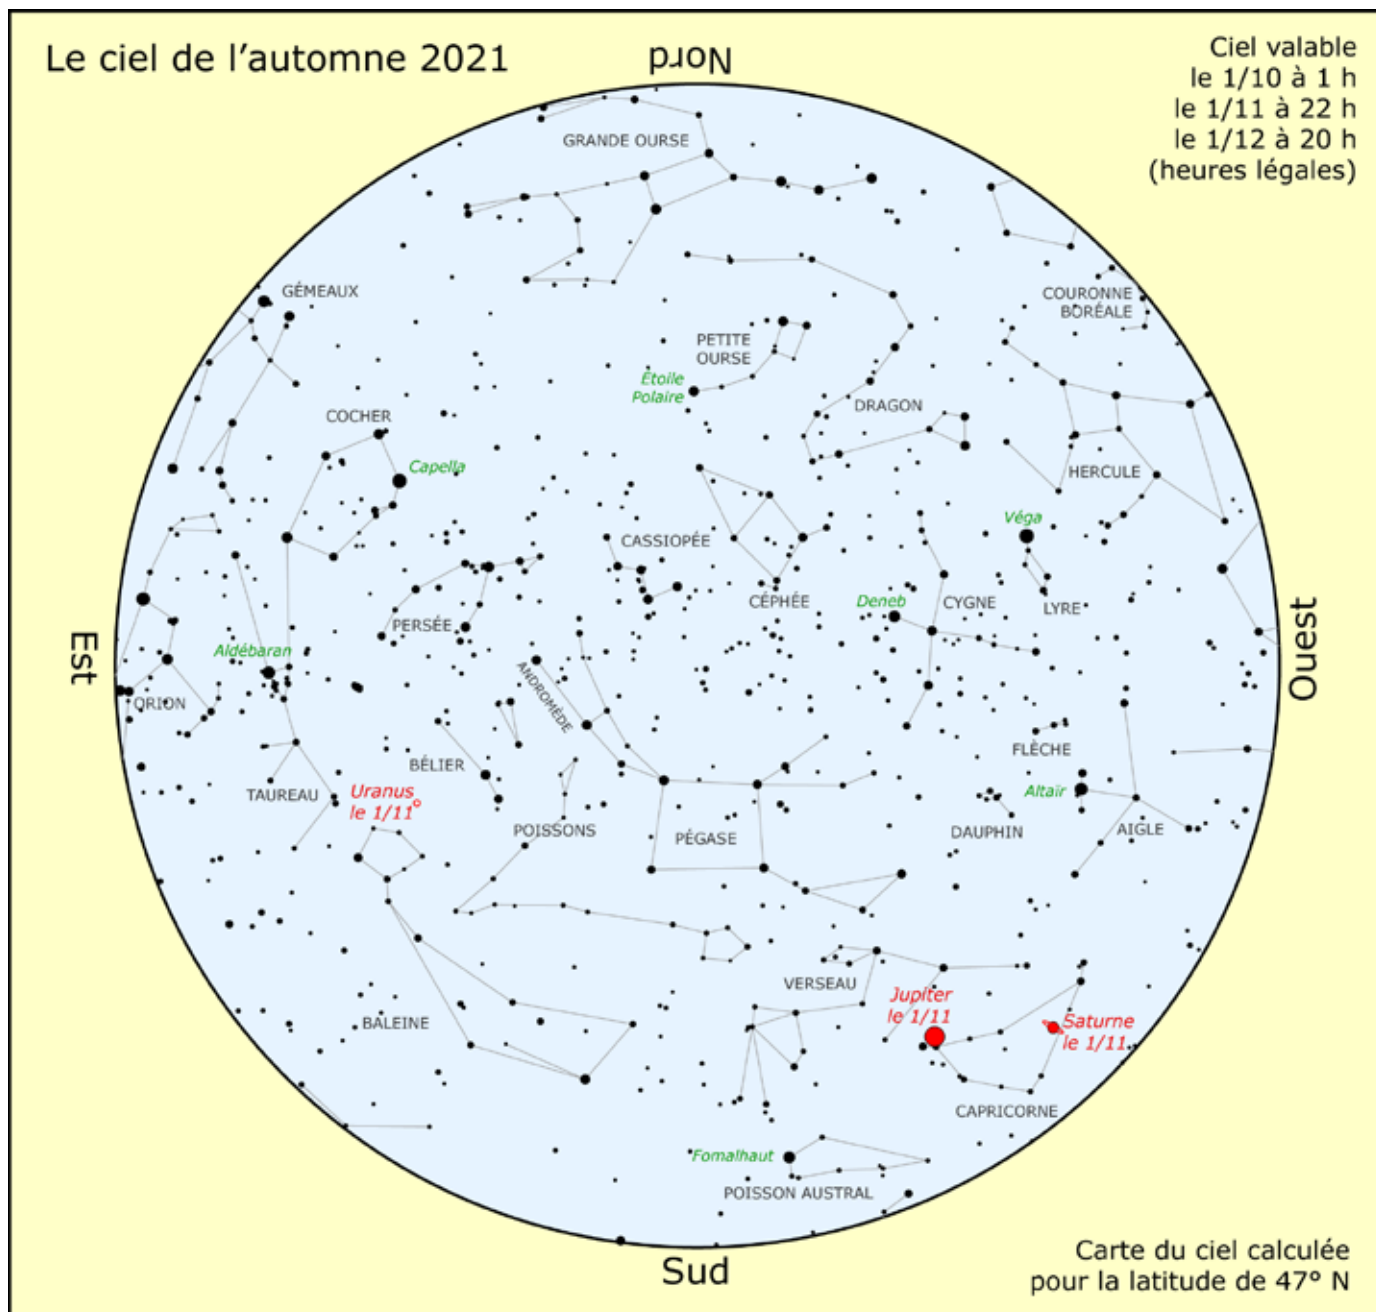 Le ciel de l’automne 2021
Nord
Ciel valable
le 1/10 à 1 h
le 1/11 à 22 h
le 1/12 à 20 h
(heures légales)
GRANDE OURSE
GÉMEAUX
COURONNE
BORÉALE
PETITE
OURSE
Étoile
Polaire
COCHER
DRAGON
Capella
HERCULE
Véga
CASSIOPÉE
CÉPHÉE
Deneb
CYGNE
LYRE
PERSÉE
Est
Aldébaran
Ouest
ANDROMÈDE
ORION
FLÈCHE
BÉLIER
TAUREAU
Uranus
le 1/11
Altaïr
POISSONS
PÉGASE
DAUPHIN
AIGLE
VERSEAU
Jupiter
le 1/11
Saturne
le 1/11
BALEINE
CAPRICORNE
Fomalhaut
POISSON AUSTRAL
Sud
Carte du ciel calculée
pour la latitude de 47° N